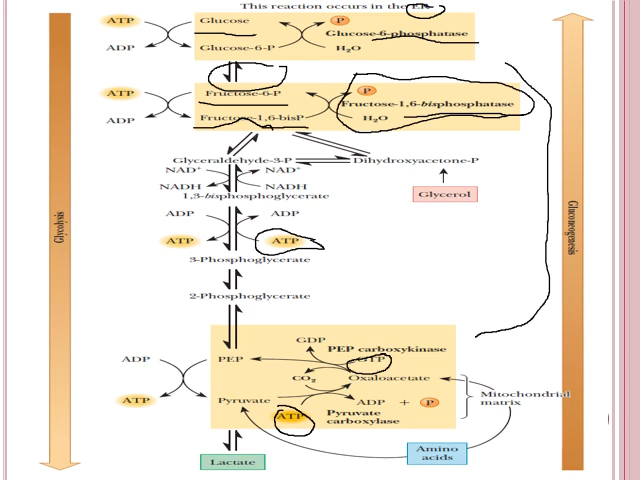 This reaction occurs in the ER
ATP Glucose P
Glucose-6-phosphatase
ADP Glucose-6-P H₂O
ATP Fructose-6-P P
Fructose-1,6-bisphosphatase
ADP Fructose-1,6-bisP H₂O
Glyceraldehyde-3-P Dihydroxyacetone-P
NAD⁺ NAD⁺
NADH NADH
Glycerol
1,3-bisphosphoglycerate
ADP ADP
ATP ATP
3-Phosphoglycerate
2-Phosphoglycerate
GDP
PEP carboxykinase
ADP PEP GTP
CO₂ Oxaloacetate
Mitochondrial
matrix
ATP Pyruvate ADP + P
ATP Pyruvate
carboxylase
Amino
acids
Lactate
Glycolysis
Gluconeogenesis